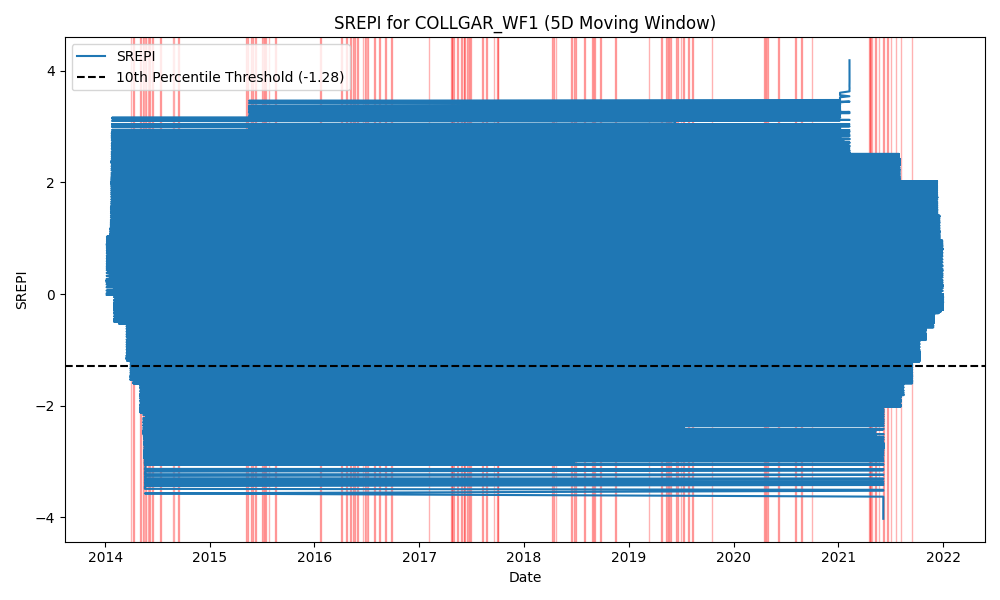 SREPI for COLLGAR_WF1 (5D Moving Window)
SREPI
10th Percentile Threshold (-1.28)
4
2
0
−2
−4
SREPI
2014 2015 2016 2017 2018 2019 2020 2021 2022
Date